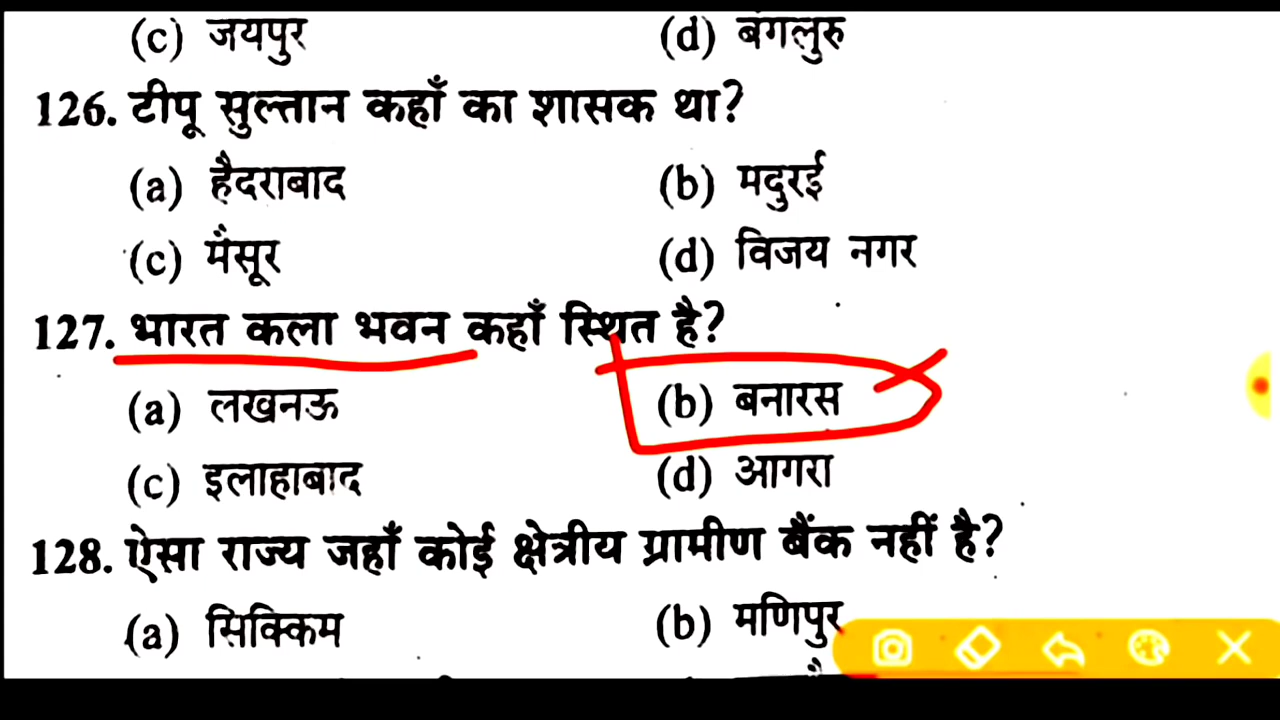 (c) जयपुर (d) बंगलुरु
126. टीपू सुल्तान कहाँ का शासक था?
(a) हैदराबाद (b) मदुरई
(c) मैसूर (d) विजय नगर
127. भारत कला भवन कहाँ स्थित है?
(a) लखनऊ (b) बनारस
(c) इलाहाबाद (d) आगरा
128. ऐसा राज्य जहाँ कोई क्षेत्रीय ग्रामीण बैंक नहीं है?
(a) सिक्किम (b) मणिपुर